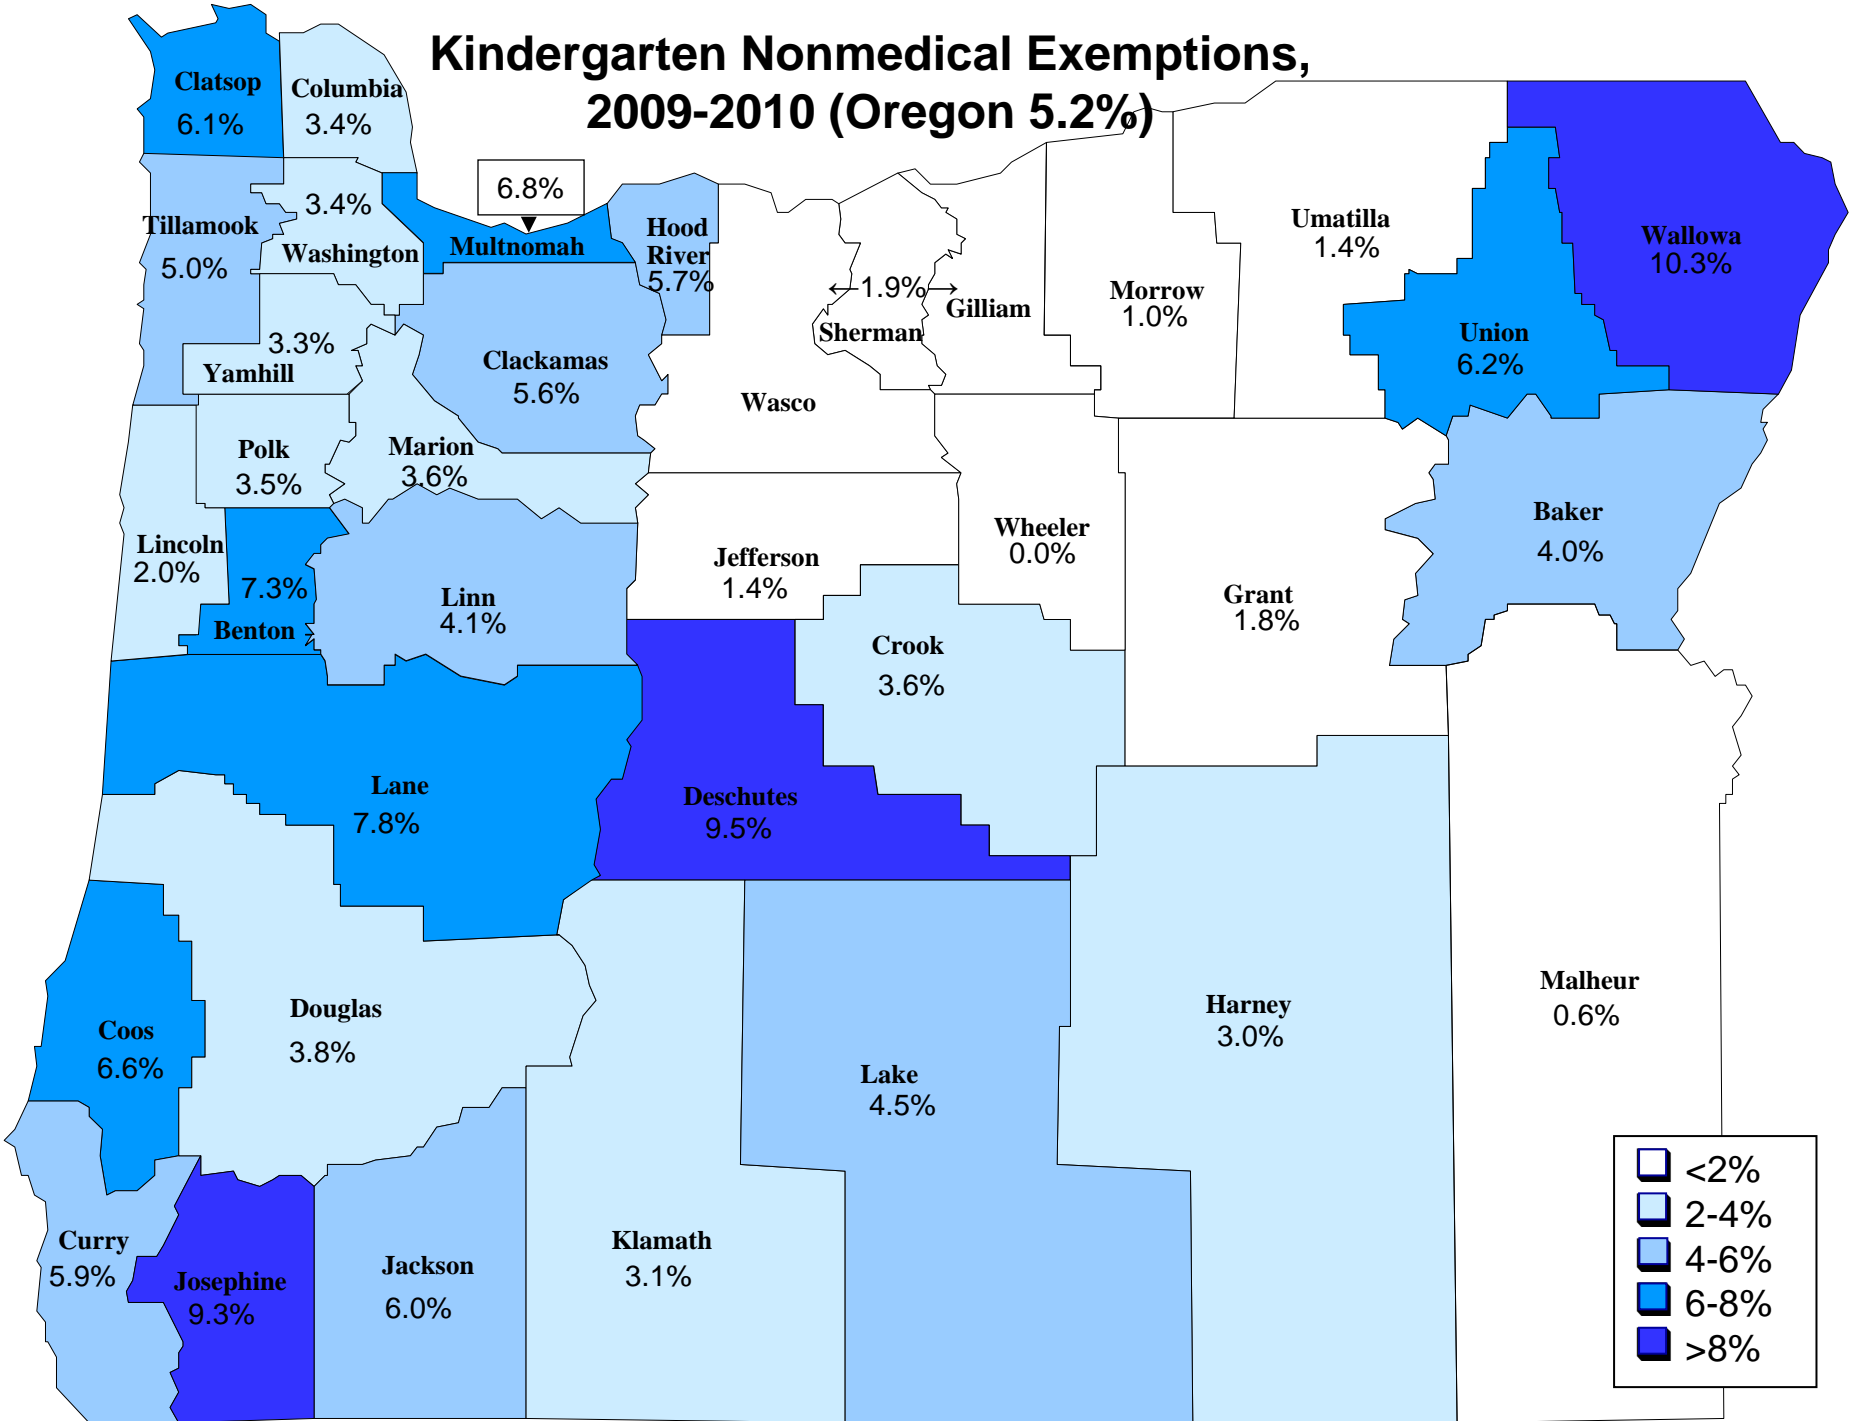 Kindergarten Nonmedical Exemptions,
2009-2010 (Oregon 5.2%)
Clatsop
6.1%
Columbia
3.4%
Tillamook
5.0%
3.4%
Washington
6.8%
Multnomah
Hood
River
5.7%
1.9%
Sherman
Gilliam
Morrow
1.0%
Umatilla
1.4%
Wallowa
10.3%
Union
6.2%
3.3%
Yamhill
Clackamas
5.6%
Wasco
Polk
3.5%
Marion
3.6%
Lincoln
2.0%
7.3%
Benton
Linn
4.1%
Jefferson
1.4%
Wheeler
0.0%
Grant
1.8%
Baker
4.0%
Crook
3.6%
Lane
7.8%
Deschutes
9.5%
Coos
6.6%
Douglas
3.8%
Lake
4.5%
Harney
3.0%
Malheur
0.6%
Curry
5.9%
Josephine
9.3%
Jackson
6.0%
Klamath
3.1%
<2%
2-4%
4-6%
6-8%
>8%